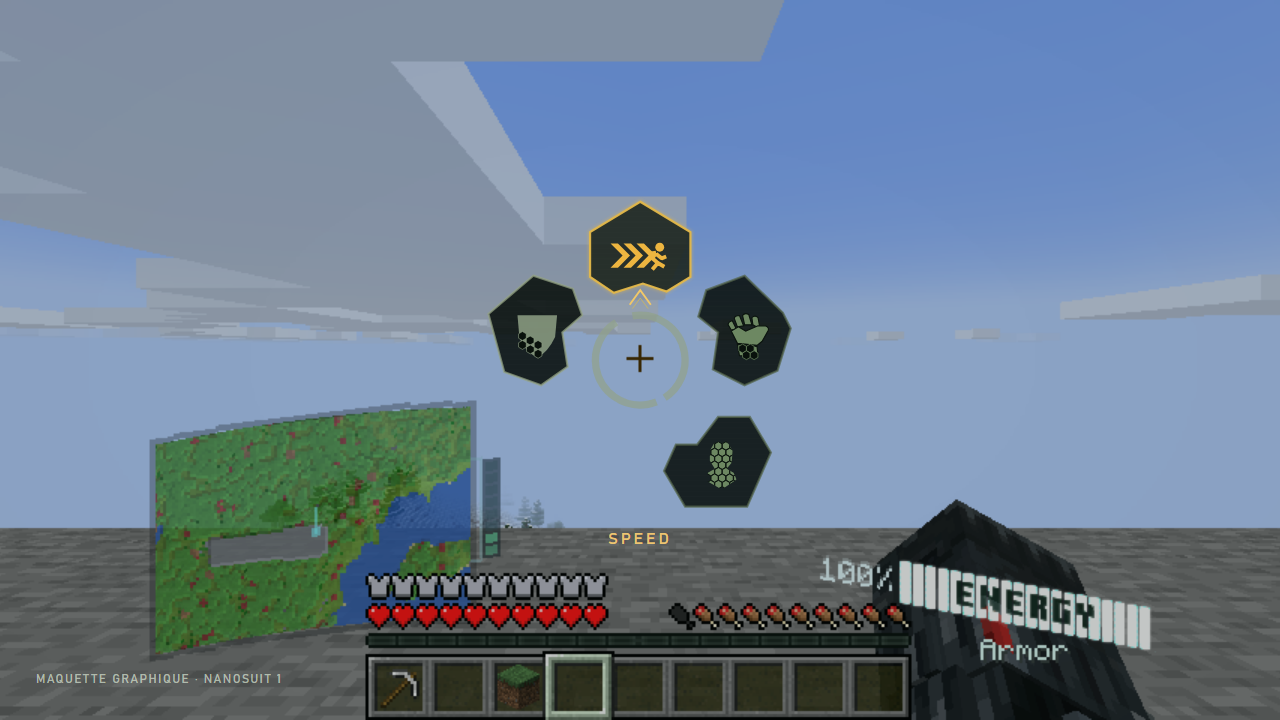 SPEED
100%
ENERGY
Armor
MAQUETTE GRAPHIQUE - NANOSUIT 1